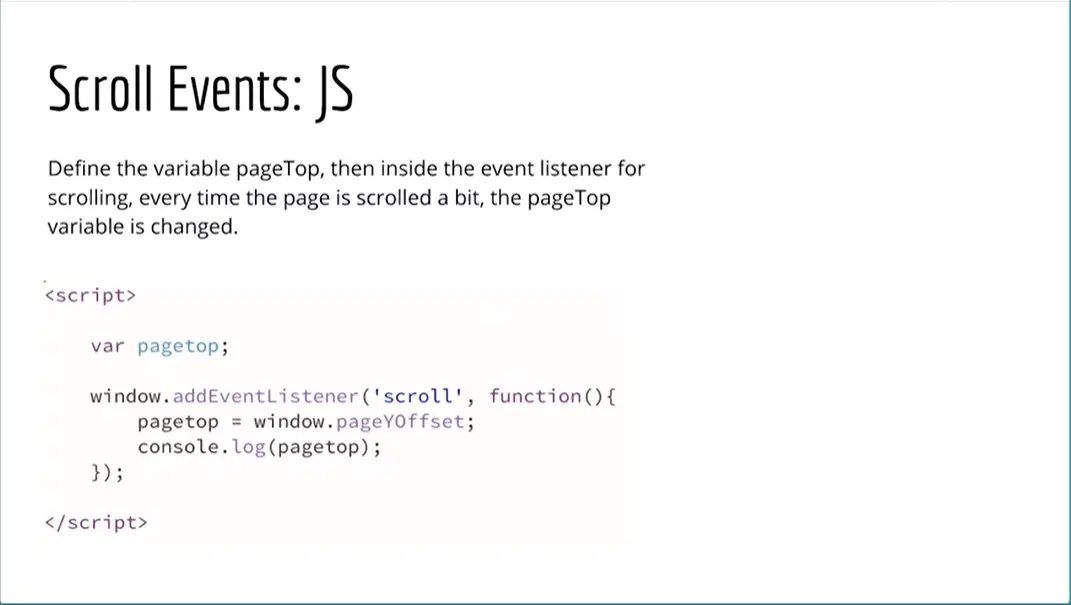 Scroll Events: JS
Define the variable pageTop, then inside the event listener for
scrolling, every time the page is scrolled a bit, the pageTop
variable is changed.
<script>
var pagetop;
window.addEventListener('scroll', function(){
pagetop = window.pageYOffset;
console.log(pagetop);
});
</script>